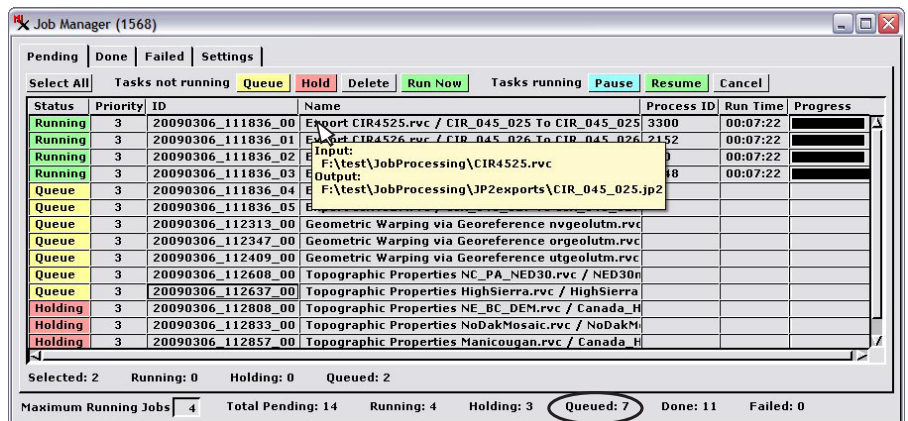 Job Manager (1568)
Pending Done Failed Settings
Select All Tasks not running Queue Hold Delete Run Now Tasks running Pause Resume Cancel
Status Priority ID Name Process ID Run Time Progress
Running 3 20090306_111836_00 Export CIR4525.rvc / CIR_045_025 To CIR_045_025 3300 00:07:22
Running 3 20090306_111836_01 Export CIR4526.rvc / CIR_045_026 To CIR_045_026 2152 00:07:22
Running 3 20090306_111836_02 00:07:22
Running 3 20090306_111836_03 00:07:22
Input:
F:\test\JobProcessing\CIR4525.rvc
Output:
F:\test\JobProcessing\JP2exports\CIR_045_025.jp2
Queue 3 20090306_111836_04
Queue 3 20090306_111836_05
Queue 3 20090306_112313_00 Geometric Warping via Georeference nvgeolutm.rvc
Queue 3 20090306_112347_00 Geometric Warping via Georeference orgeolutm.rvc
Queue 3 20090306_112409_00 Geometric Warping via Georeference utgeolutm.rvc
Queue 3 20090306_112608_00 Topographic Properties NC_PA_NED30.rvc / NED30m
Queue 3 20090306_112637_00 Topographic Properties HighSierra.rvc / HighSierra
Holding 3 20090306_112808_00 Topographic Properties NE_BC_DEM.rvc / Canada_H
Holding 3 20090306_112833_00 Topographic Properties NoDakMosaic.rvc / NoDakM
Holding 3 20090306_112857_00 Topographic Properties Manicougan.rvc / Canada_H
Selected: 2 Running: 0 Holding: 0 Queued: 2
Maximum Running Jobs 4 Total Pending: 14 Running: 4 Holding: 3 Queued: 7 Done: 11 Failed: 0